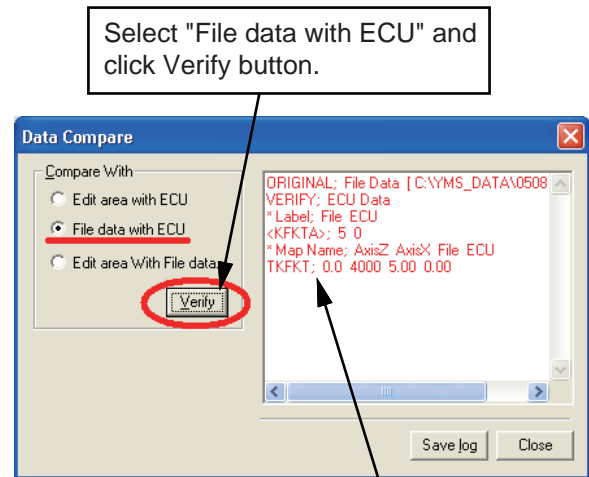 Select "File data with ECU" and
click Verify button.
Data Compare
Compare With
Edit area with ECU
File data with ECU
Edit area With File data
Verify
ORIGINAL; File Data [ C:\YMS_DATA\0508
VERIFY; ECU Data
* Label; File ECU
<KFKTA>; 5 0
* Map Name; AxisZ AxisX File ECU
TKFKT; 0.0 4000 5.00 0.00
Save log
Close